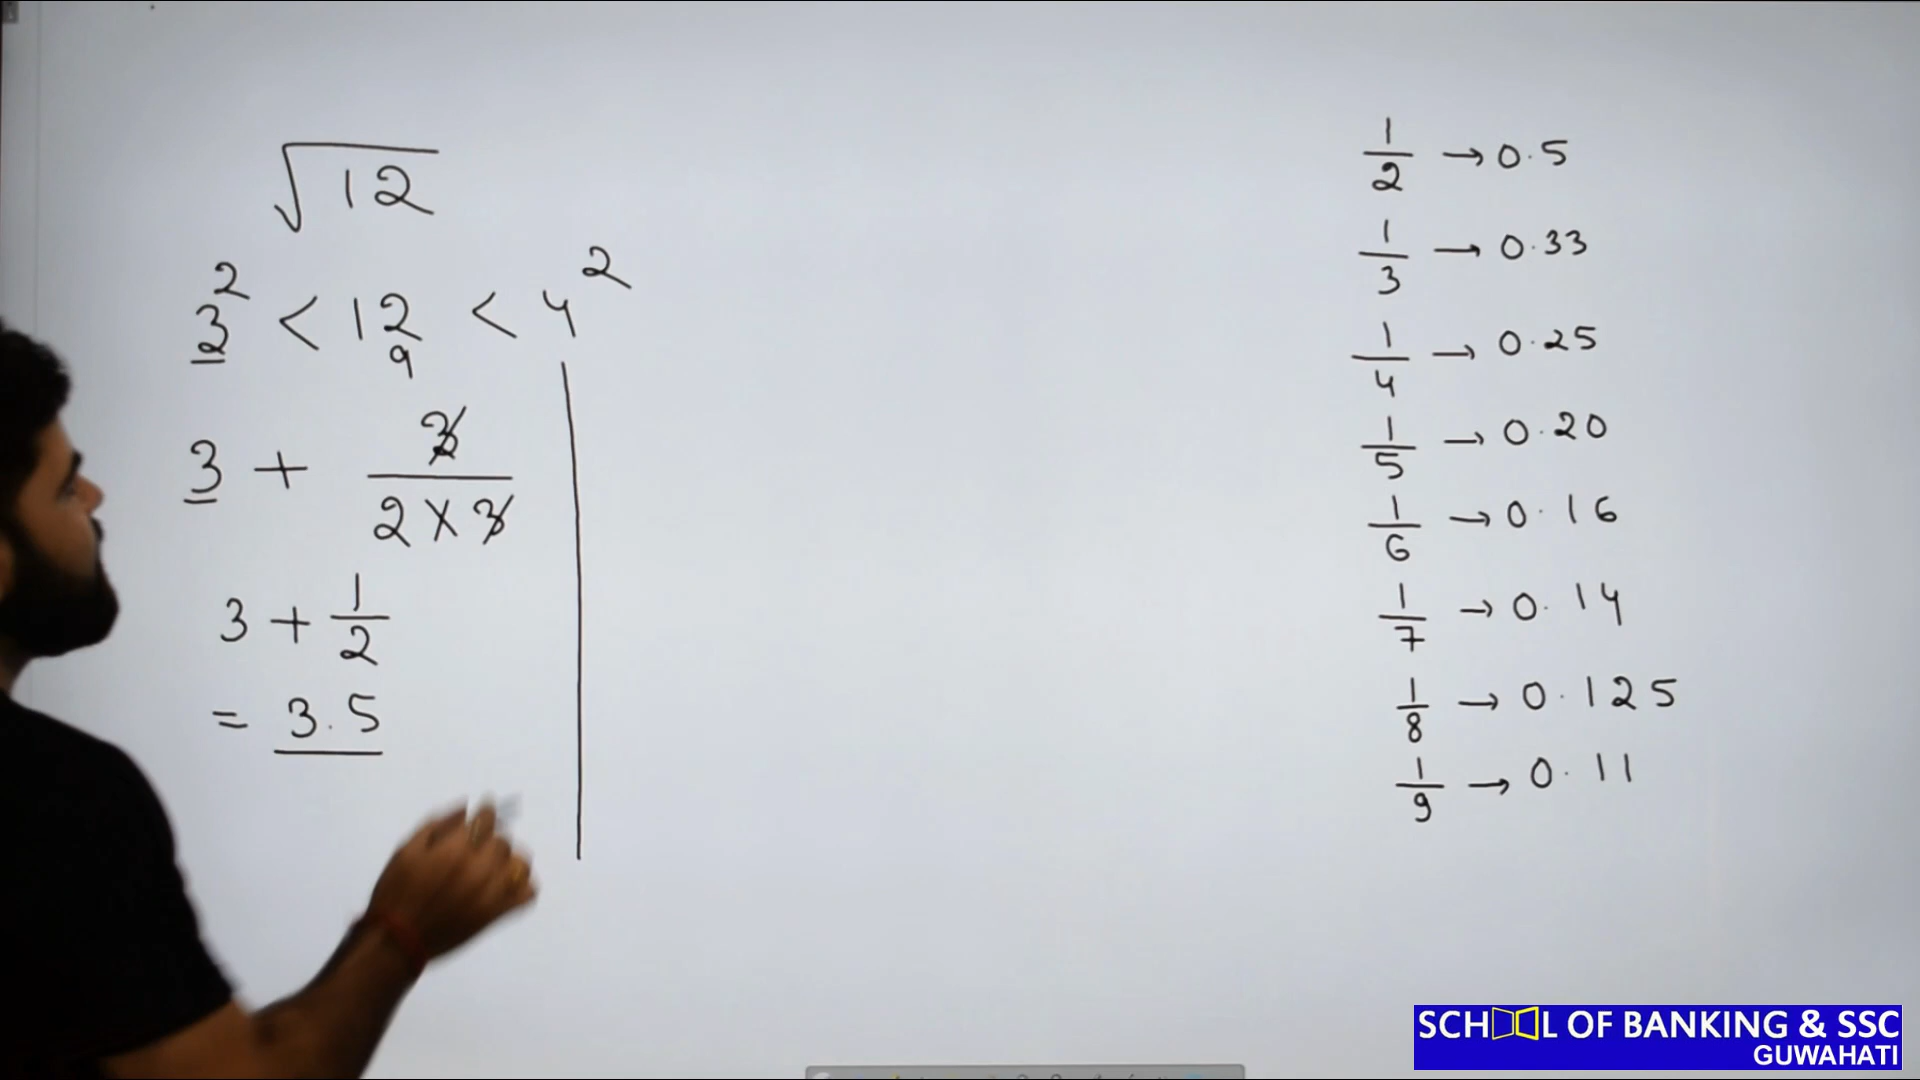 √12
3² < 12 < 4²
9
3 + 3/(2×3)
3 + 1/2
= 3.5
1/2 → 0.5
1/3 → 0.33
1/4 → 0.25
1/5 → 0.20
1/6 → 0.16
1/7 → 0.14
1/8 → 0.125
1/9 → 0.11
SCHOOL OF BANKING & SSC
GUWAHATI